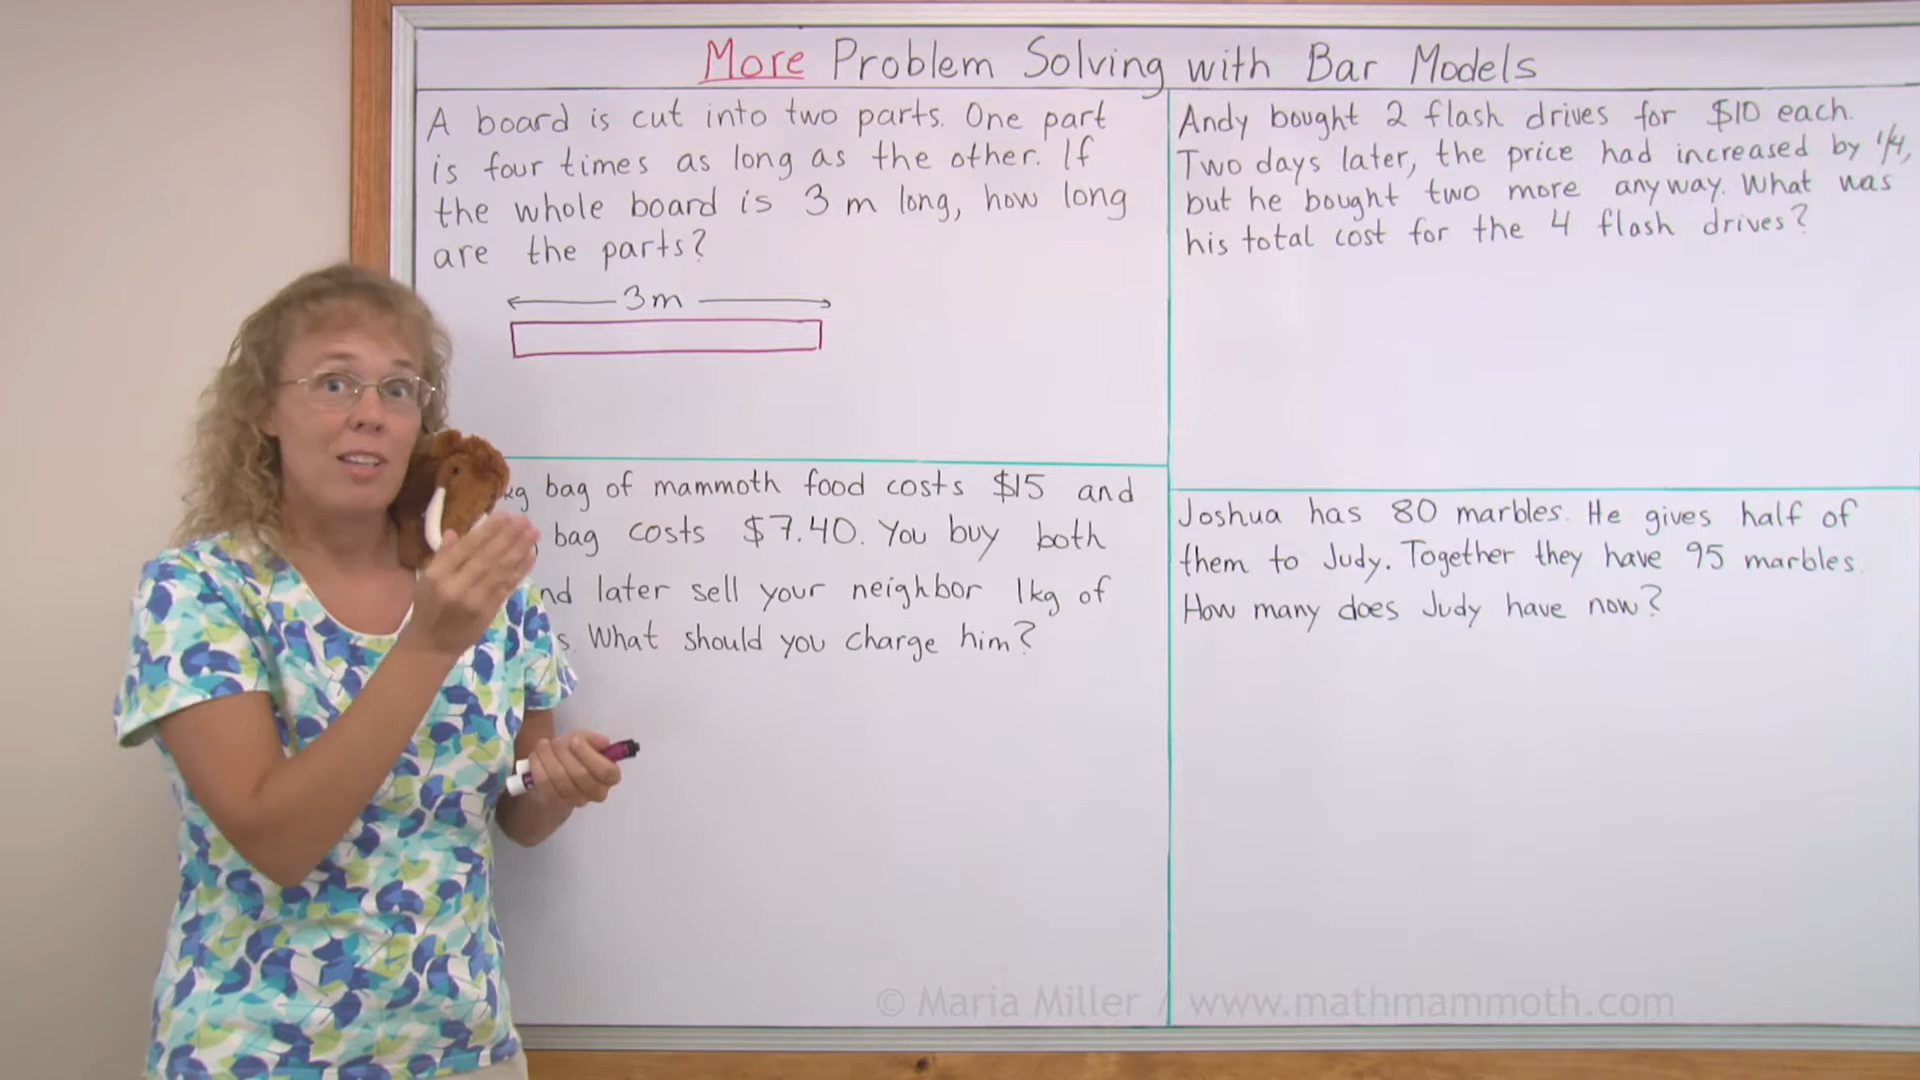 More Problem Solving with Bar Models
A board is cut into two parts. One part
is four times as long as the other. If
the whole board is 3 m long, how long
are the parts?
3m
Andy bought 2 flash drives for $10 each.
Two days later, the price had increased by 1/4,
but he bought two more anyway. What was
his total cost for the 4 flash drives?
bag of mammoth food costs $15 and
bag costs $7.40. You buy both
later sell your neighbor 1kg of
What should you charge him?
Joshua has 80 marbles. He gives half of
them to Judy. Together they have 95 marbles.
How many does Judy have now?
© Maria Miller / www.mathmammoth.com